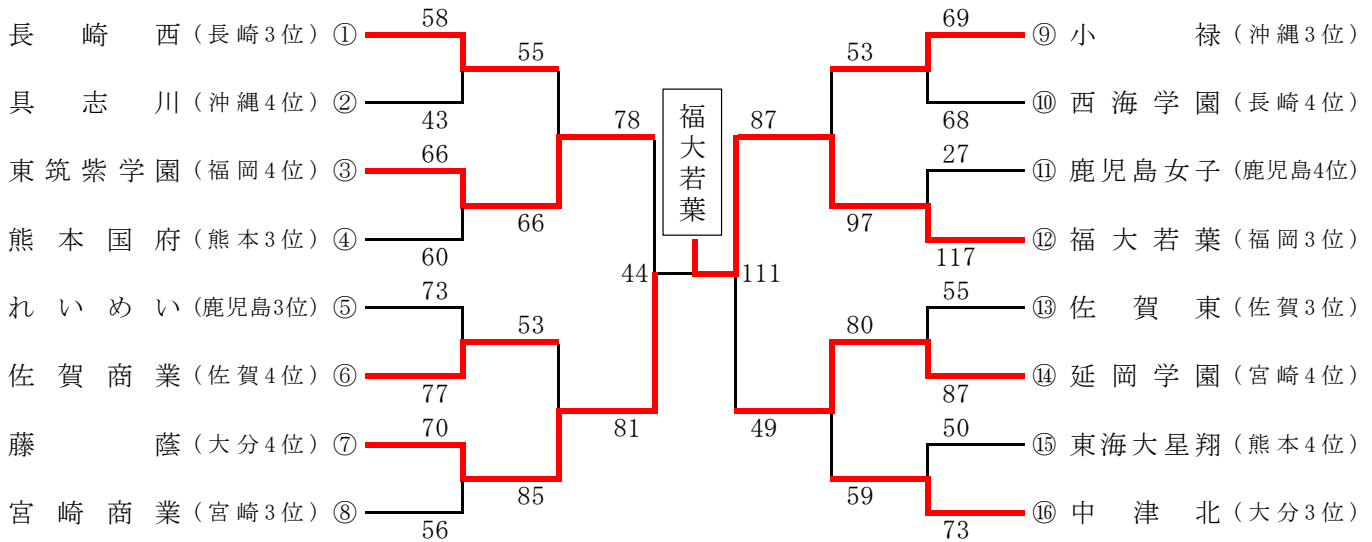 58
長崎西(長崎3位)①
55
具志川(沖縄4位)②
43
78
66
東筑紫学園(福岡4位)③
66
熊本国府(熊本3位)④
60
44
73
れいめい(鹿児島3位)⑤
53
佐賀商業(佐賀4位)⑥
77
81
70
藤蔭(大分4位)⑦
85
宮崎商業(宮崎3位)⑧
56
福大若葉
69
⑨小禄(沖縄3位)
53
⑩西海学園(長崎4位)
68
87
27
⑪鹿児島女子(鹿児島4位)
97
⑫福大若葉(福岡3位)
117
111
55
⑬佐賀東(佐賀3位)
80
⑭延岡学園(宮崎4位)
87
49
50
⑮東海大星翔(熊本4位)
59
⑯中津北(大分3位)
73